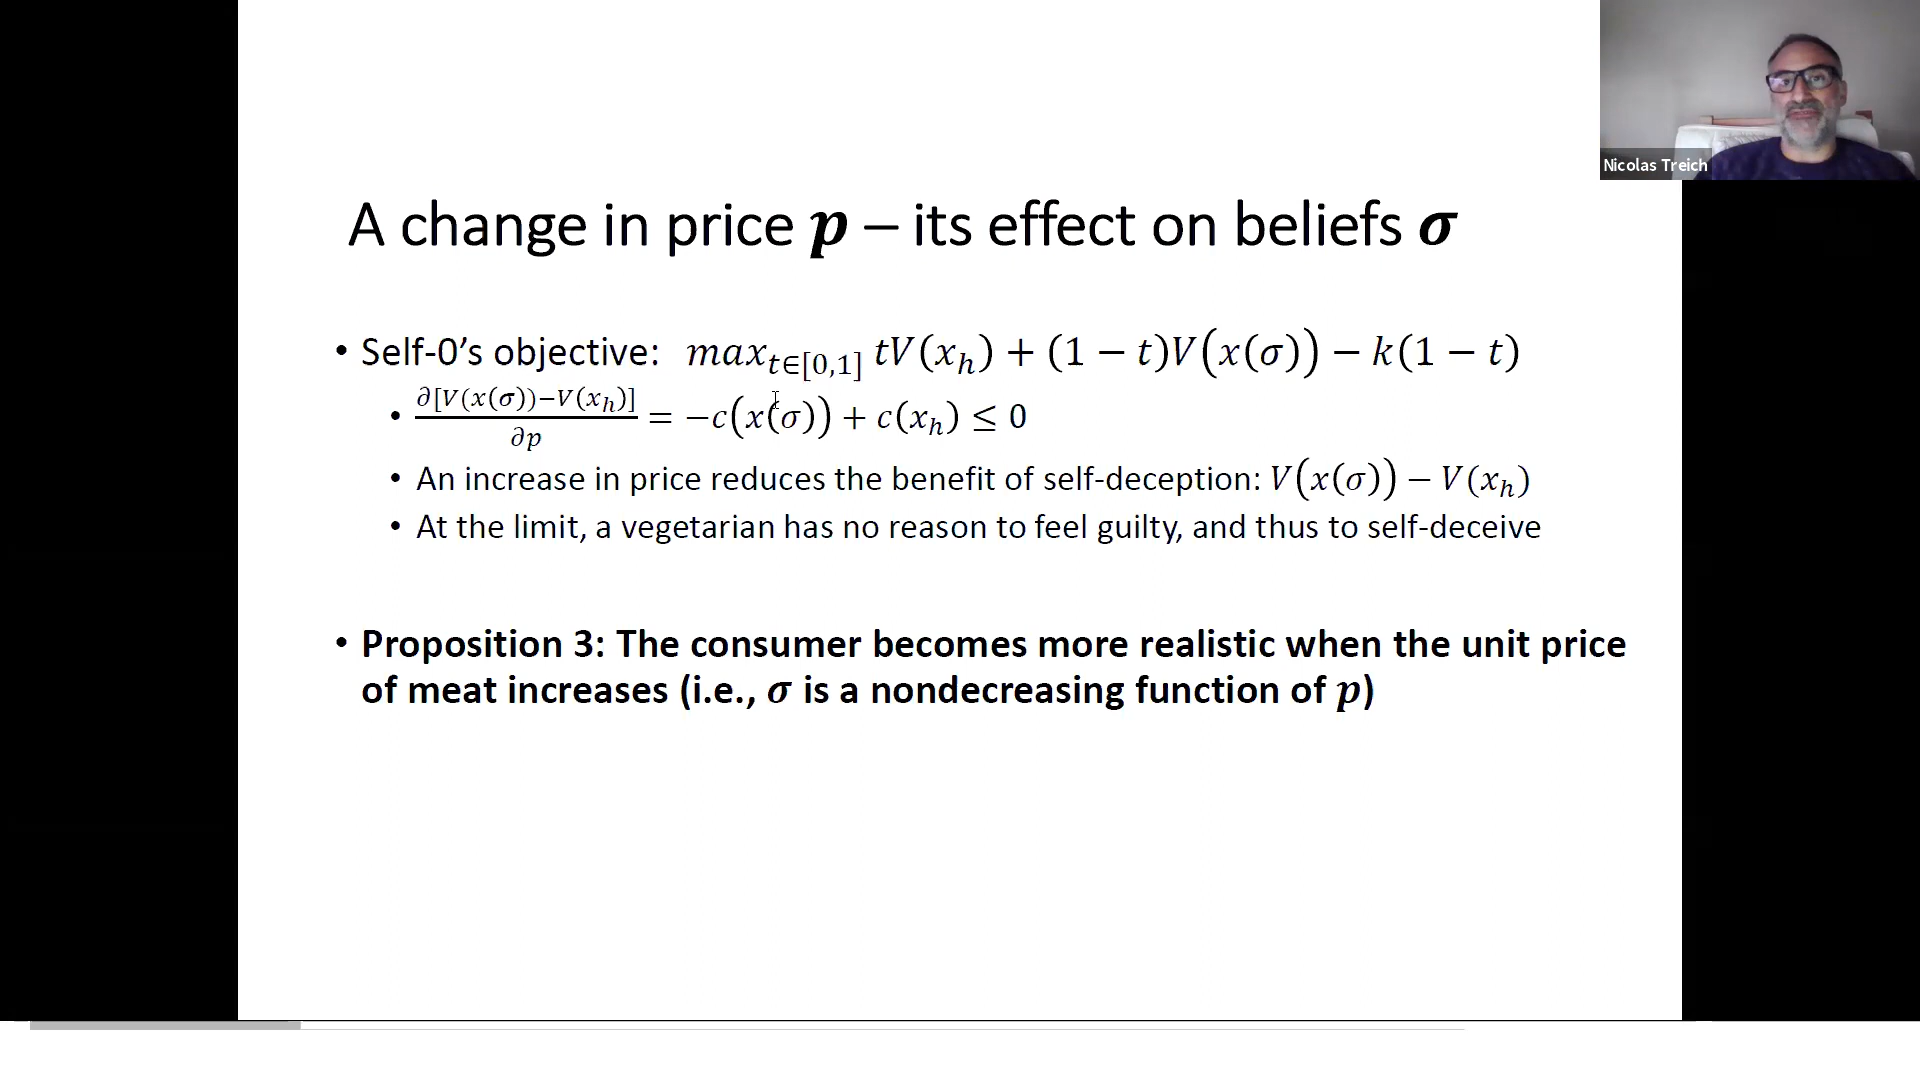 Nicolas Treich
A change in price p – its effect on beliefs σ
• Self-0's objective: max_{t∈[0,1]} tV(x_h) + (1 − t)V(x(σ)) − k(1 − t)
• ∂[V(x(σ))−V(x_h)] / ∂p = −c(x(σ)) + c(x_h) ≤ 0
• An increase in price reduces the benefit of self-deception: V(x(σ)) − V(x_h)
• At the limit, a vegetarian has no reason to feel guilty, and thus to self-deceive
• Proposition 3: The consumer becomes more realistic when the unit price
of meat increases (i.e., σ is a nondecreasing function of p)